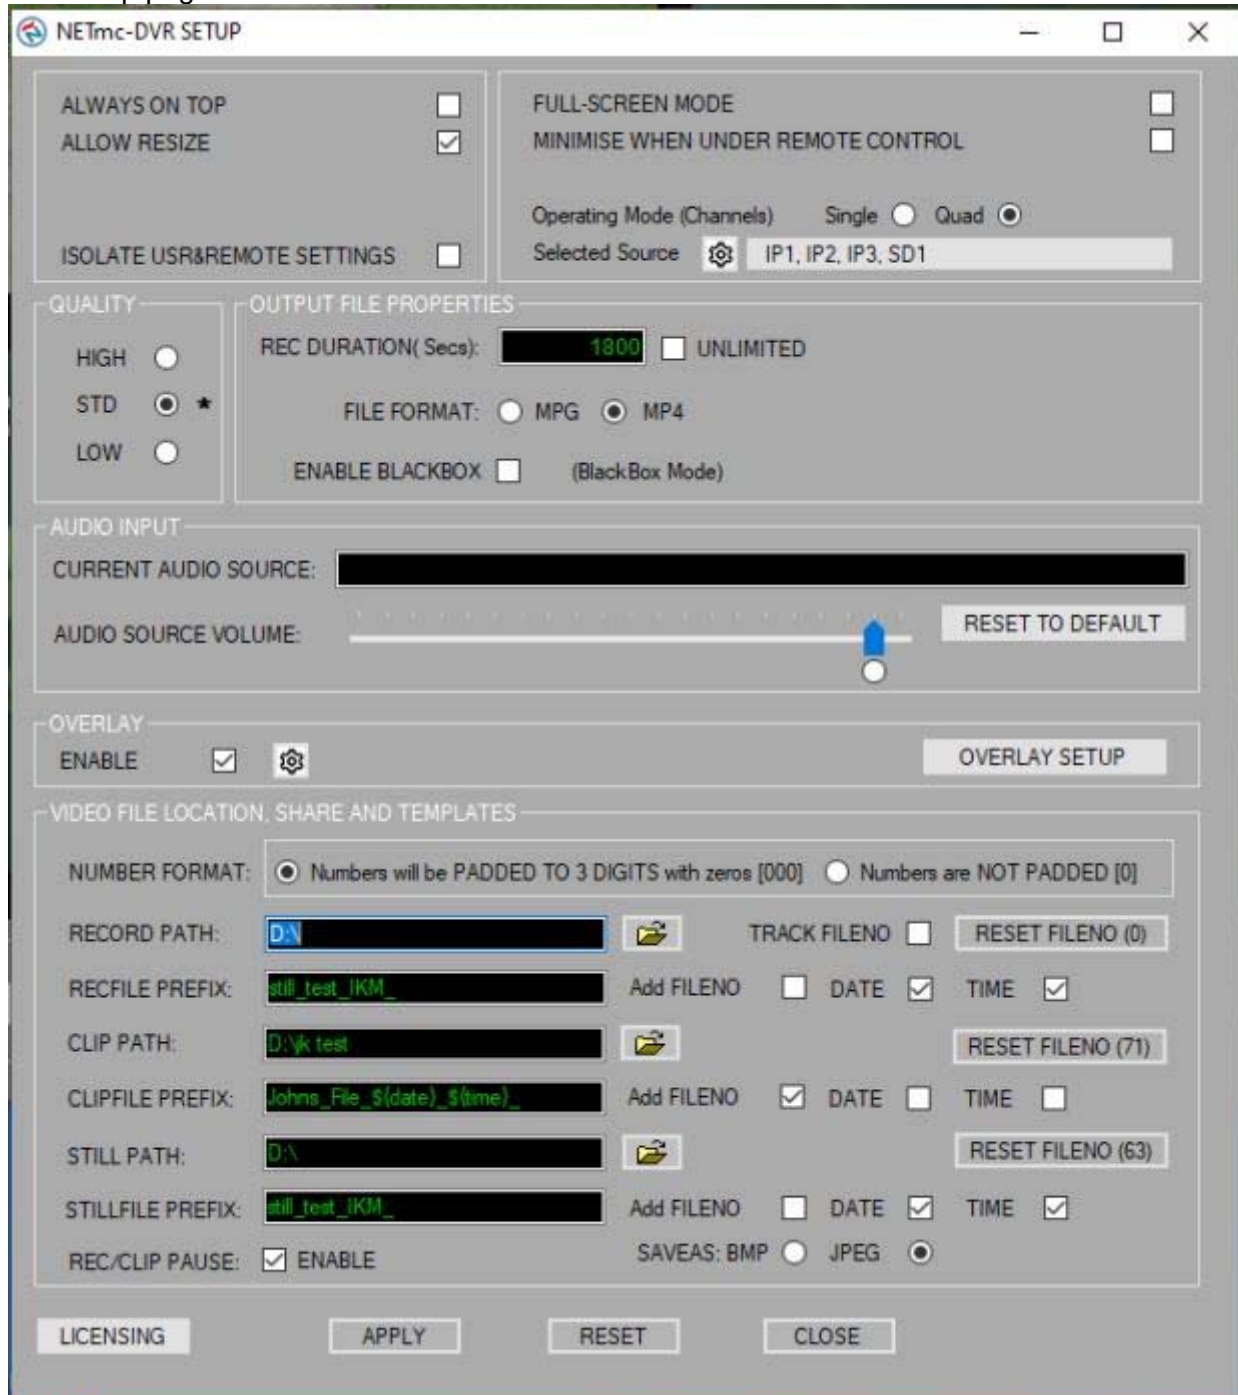 NETmc-DVR SETUP
ALWAYS ON TOP
ALLOW RESIZE
ISOLATE USR&REMOTE SETTINGS
FULL-SCREEN MODE
MINIMISE WHEN UNDER REMOTE CONTROL
Operating Mode (Channels) Single Quad
Selected Source IP1, IP2, IP3, SD1
QUALITY
HIGH
STD *
LOW
OUTPUT FILE PROPERTIES
REC DURATION( Secs): 1800 UNLIMITED
FILE FORMAT: MPG MP4
ENABLE BLACKBOX (BlackBox Mode)
AUDIO INPUT
CURRENT AUDIO SOURCE:
AUDIO SOURCE VOLUME: RESET TO DEFAULT
OVERLAY
ENABLE OVERLAY SETUP
VIDEO FILE LOCATION, SHARE AND TEMPLATES
NUMBER FORMAT: Numbers will be PADDED TO 3 DIGITS with zeros [000] Numbers are NOT PADDED [0]
RECORD PATH: D:\ TRACK FILENO RESET FILENO (0)
RECFILE PREFIX: still_test_IKM_ Add FILENO DATE TIME
CLIP PATH: D:\jk test RESET FILENO (71)
CLIPFILE PREFIX: Johns_File_${date}_${time}_ Add FILENO DATE TIME
STILL PATH: D:\ RESET FILENO (63)
STILLFILE PREFIX: still_test_IKM_ Add FILENO DATE TIME
REC/CLIP PAUSE: ENABLE SAVEAS: BMP JPEG
LICENSING APPLY RESET CLOSE